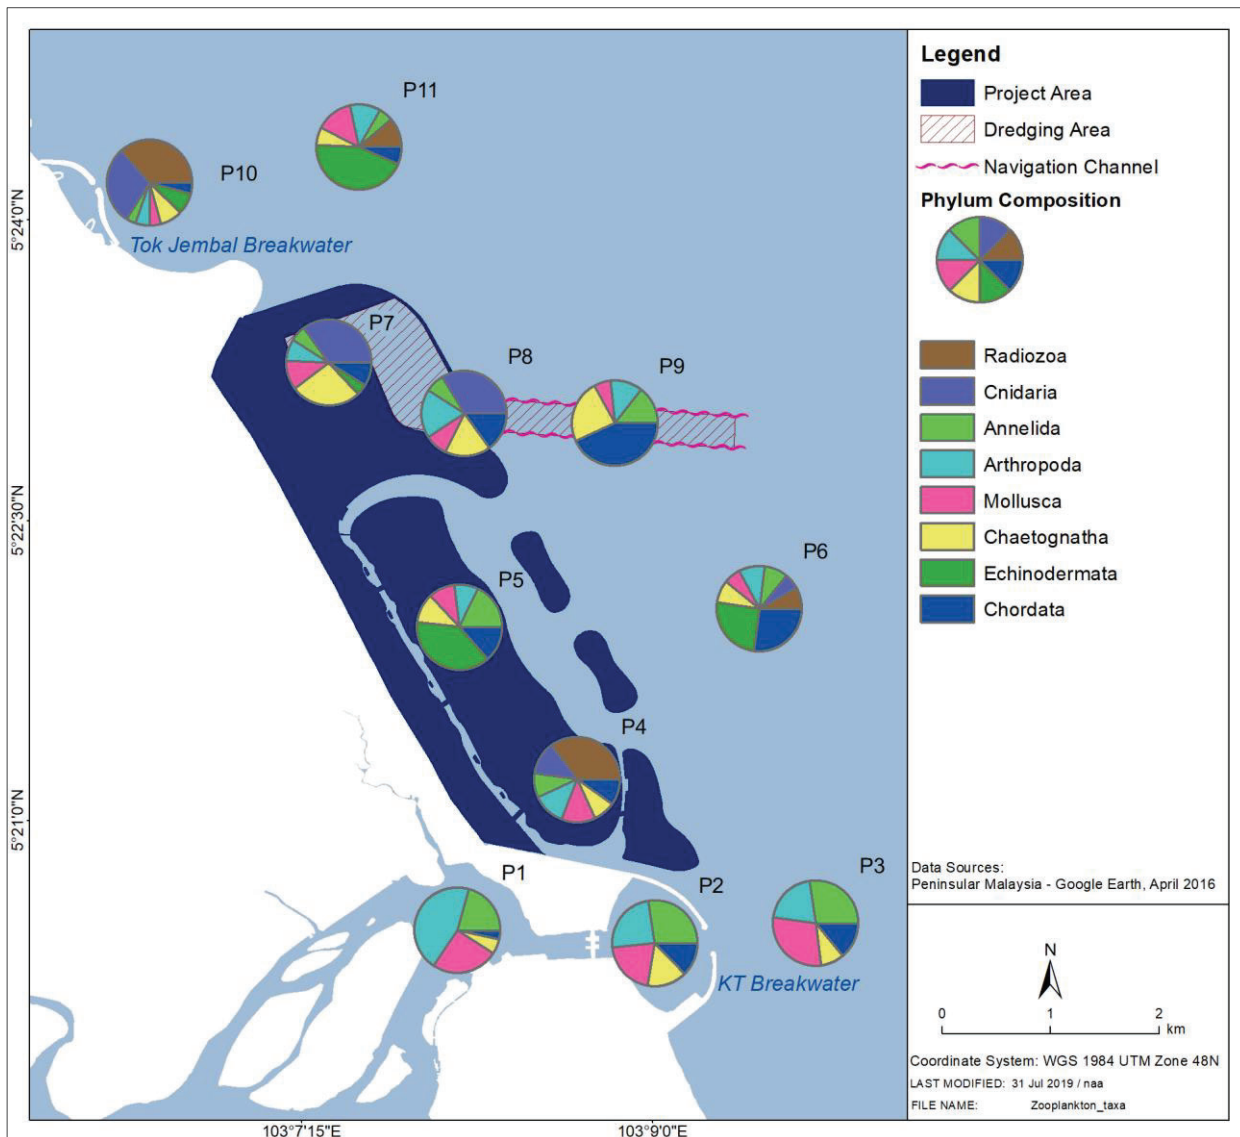 P11
P10
Tok Jembal Breakwater
P7
P8
P9
P6
P5
P4
P1
P2
P3
KT Breakwater
5°24'0"N
5°22'30"N
5°21'0"N
103°7'15"E
103°9'0"E
Legend
Project Area
Dredging Area
Navigation Channel
Phylum Composition
Radiozoa
Cnidaria
Annelida
Arthropoda
Mollusca
Chaetognatha
Echinodermata
Chordata
Data Sources:
Peninsular Malaysia - Google Earth, April 2016
N
0 1 2
km
Coordinate System: WGS 1984 UTM Zone 48N
LAST MODIFIED: 31 Jul 2019 / naa
FILE NAME: Zooplankton_taxa